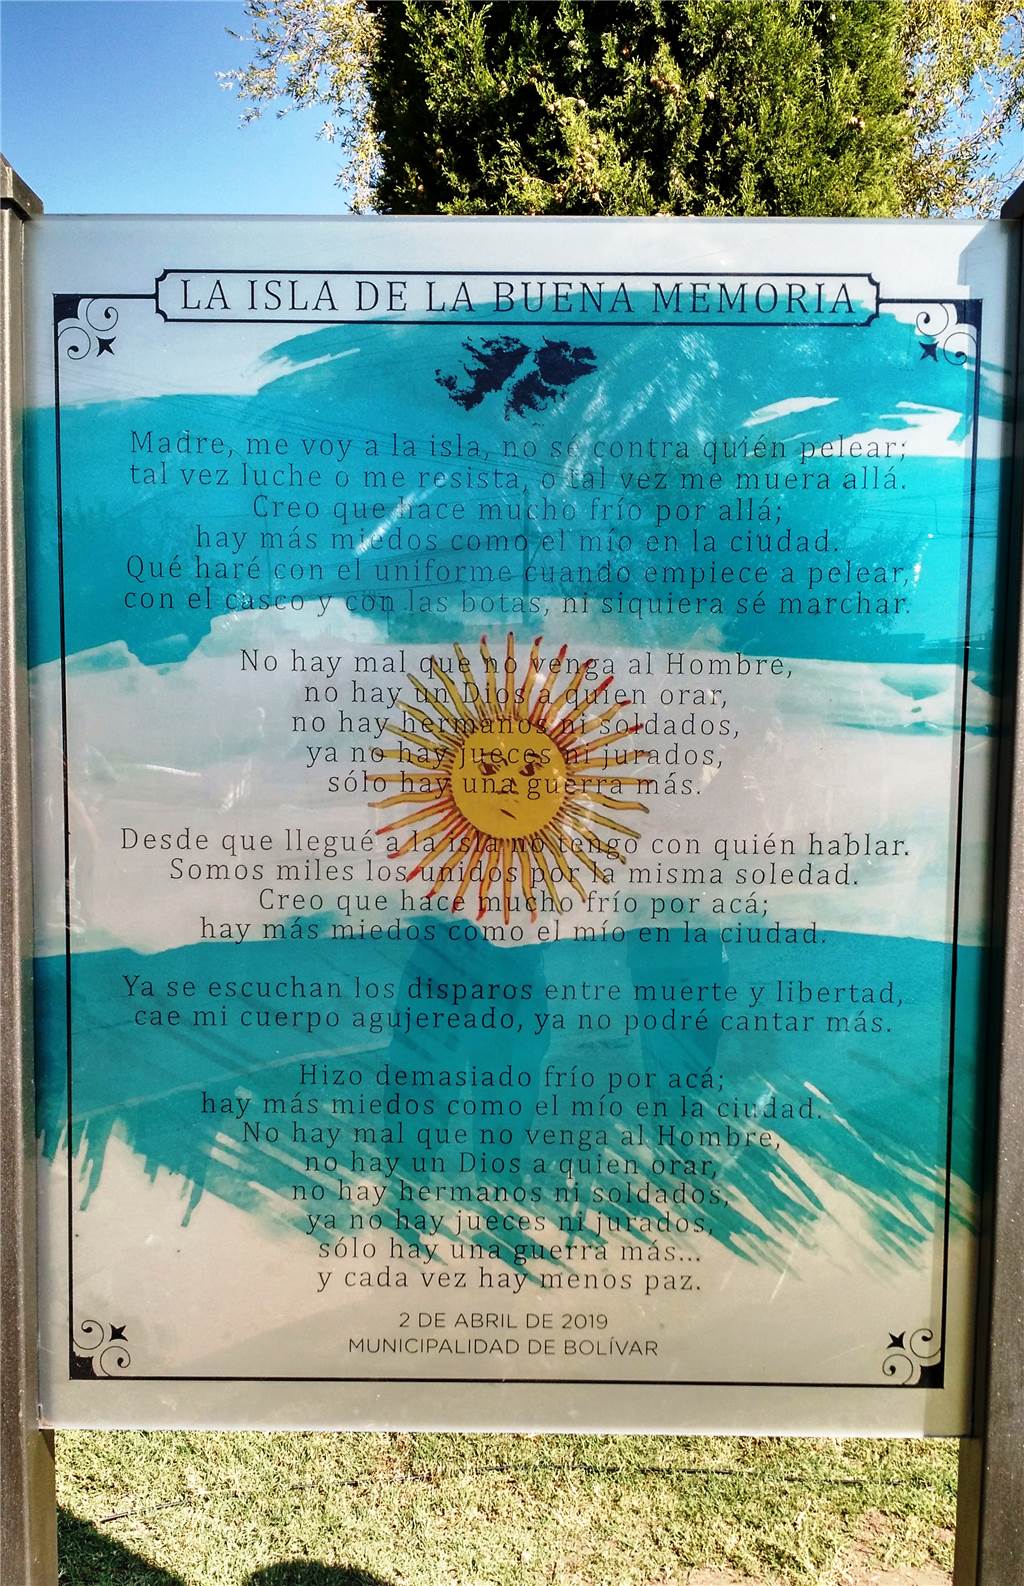 LA ISLA DE LA BUENA MEMORIA
Madre, me voy a la isla, no sé contra quién pelear;
tal vez luche o me resista, o tal vez me muera allá.
Creo que hace mucho frío por allá;
hay más miedos como el mío en la ciudad.
Qué haré con el uniforme cuando empiece a pelear,
con el casco y con las botas, ni siquiera sé marchar.
No hay mal que no venga al Hombre,
no hay un Dios a quien orar,
no hay hermanos ni soldados,
ya no hay jueces ni jurados,
sólo hay una guerra más.
Desde que llegué a la isla no tengo con quién hablar.
Somos miles los unidos por la misma soledad.
Creo que hace mucho frío por acá;
hay más miedos como el mío en la ciudad.
Ya se escuchan los disparos entre muerte y libertad,
cae mi cuerpo agujereado, ya no podré cantar más.
Hizo demasiado frío por acá;
hay más miedos como el mío en la ciudad.
No hay mal que no venga al Hombre,
no hay un Dios a quien orar,
no hay hermanos ni soldados,
ya no hay jueces ni jurados,
sólo hay una guerra más...
y cada vez hay menos paz.
2 DE ABRIL DE 2019
MUNICIPALIDAD DE BOLÍVAR